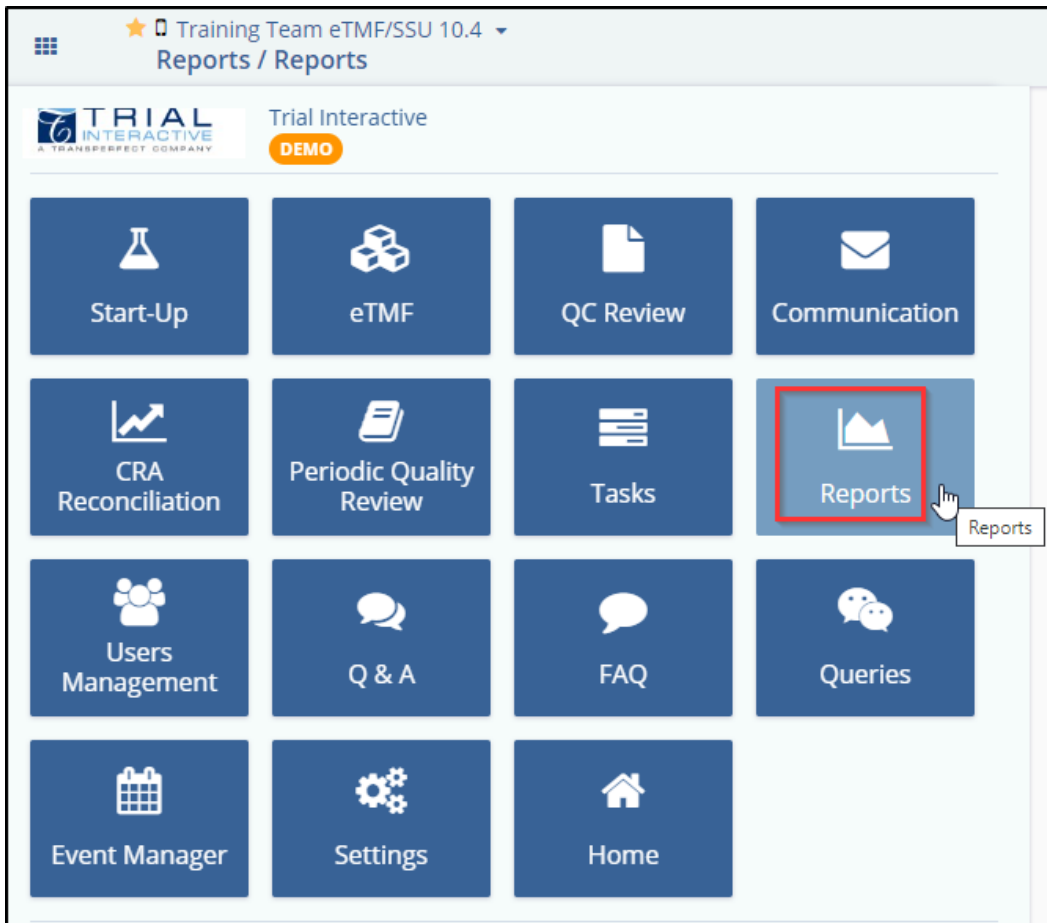 Training Team eTMF/SSU 10.4
Reports / Reports
TRIAL
INTERACTIVE
A TRANSPERFECT COMPANY
Trial Interactive
DEMO
Start-Up
eTMF
QC Review
Communication
CRA
Reconciliation
Periodic Quality
Review
Tasks
Reports
Reports
Users
Management
Q & A
FAQ
Queries
Event Manager
Settings
Home